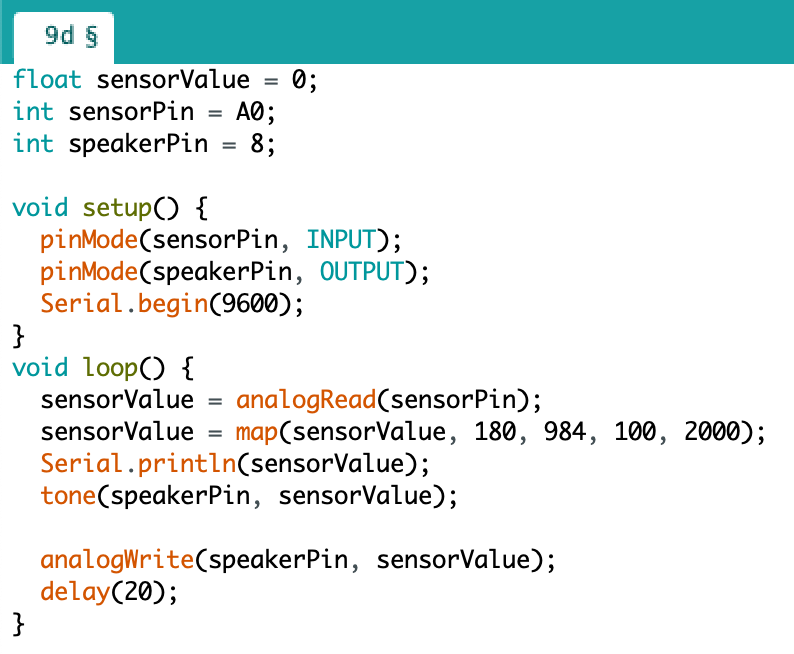 9d §
float sensorValue = 0;
int sensorPin = A0;
int speakerPin = 8;
void setup() {
pinMode(sensorPin, INPUT);
pinMode(speakerPin, OUTPUT);
Serial.begin(9600);
}
void loop() {
sensorValue = analogRead(sensorPin);
sensorValue = map(sensorValue, 180, 984, 100, 2000);
Serial.println(sensorValue);
tone(speakerPin, sensorValue);
analogWrite(speakerPin, sensorValue);
delay(20);
}